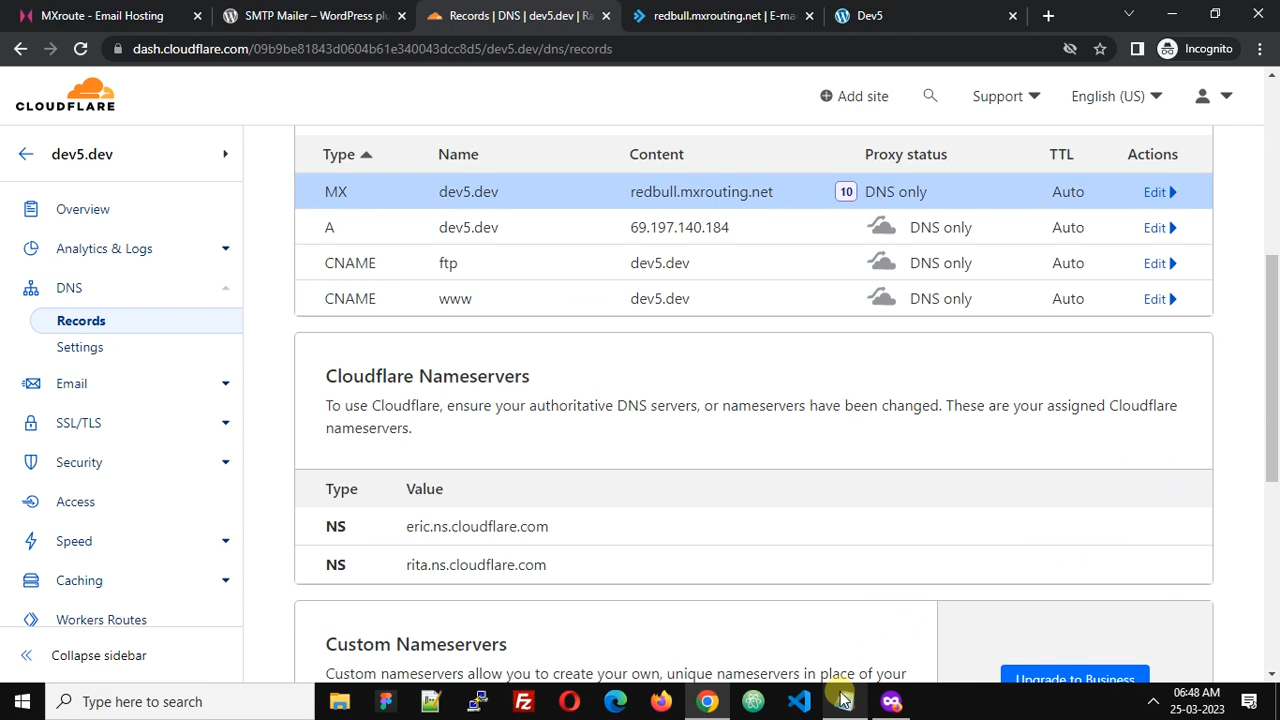 MXroute - Email Hosting
SMTP Mailer – WordPress plu
Records | DNS | dev5.dev | Ra
redbull.mxrouting.net | E-ma
Dev5
dash.cloudflare.com/09b9be81843d0604b61e340043dcc8d5/dev5.dev/dns/records
Incognito
CLOUDFLARE
Add site
Support
English (US)
dev5.dev
Overview
Analytics & Logs
DNS
Records
Settings
Email
SSL/TLS
Security
Access
Speed
Caching
Workers Routes
Collapse sidebar
Type Name Content Proxy status TTL Actions
MX dev5.dev redbull.mxrouting.net 10 DNS only Auto Edit
A dev5.dev 69.197.140.184 DNS only Auto Edit
CNAME ftp dev5.dev DNS only Auto Edit
CNAME www dev5.dev DNS only Auto Edit
Cloudflare Nameservers
To use Cloudflare, ensure your authoritative DNS servers, or nameservers have been changed. These are your assigned Cloudflare
nameservers.
Type Value
NS eric.ns.cloudflare.com
NS rita.ns.cloudflare.com
Custom Nameservers
Custom nameservers allow you to create your own, unique nameservers in place of your
Upgrade to Business
Type here to search
06:48 AM
25-03-2023